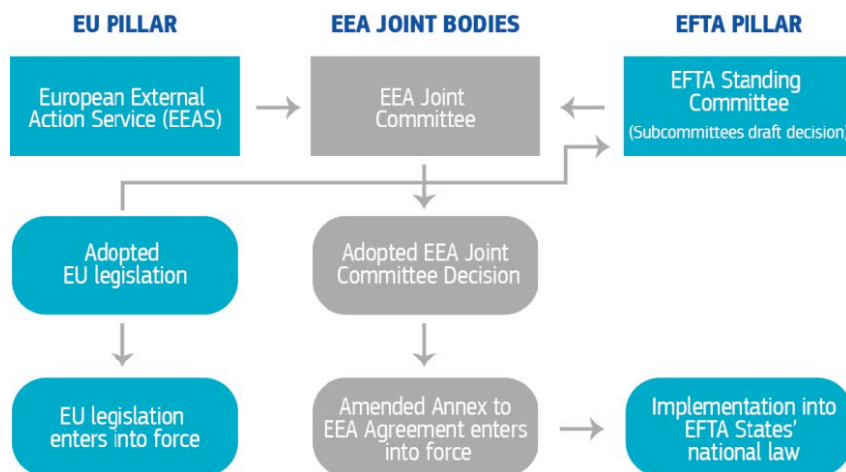 EU PILLAR
EEA JOINT BODIES
EFTA PILLAR
European External
Action Service (EEAS)
EEA Joint
Committee
EFTA Standing
Committee
(Subcommittees draft decision)
Adopted
EU legislation
Adopted EEA Joint
Committee Decision
EU legislation
enters into force
Amended Annex to
EEA Agreement enters
into force
Implementation into
EFTA States'
national law